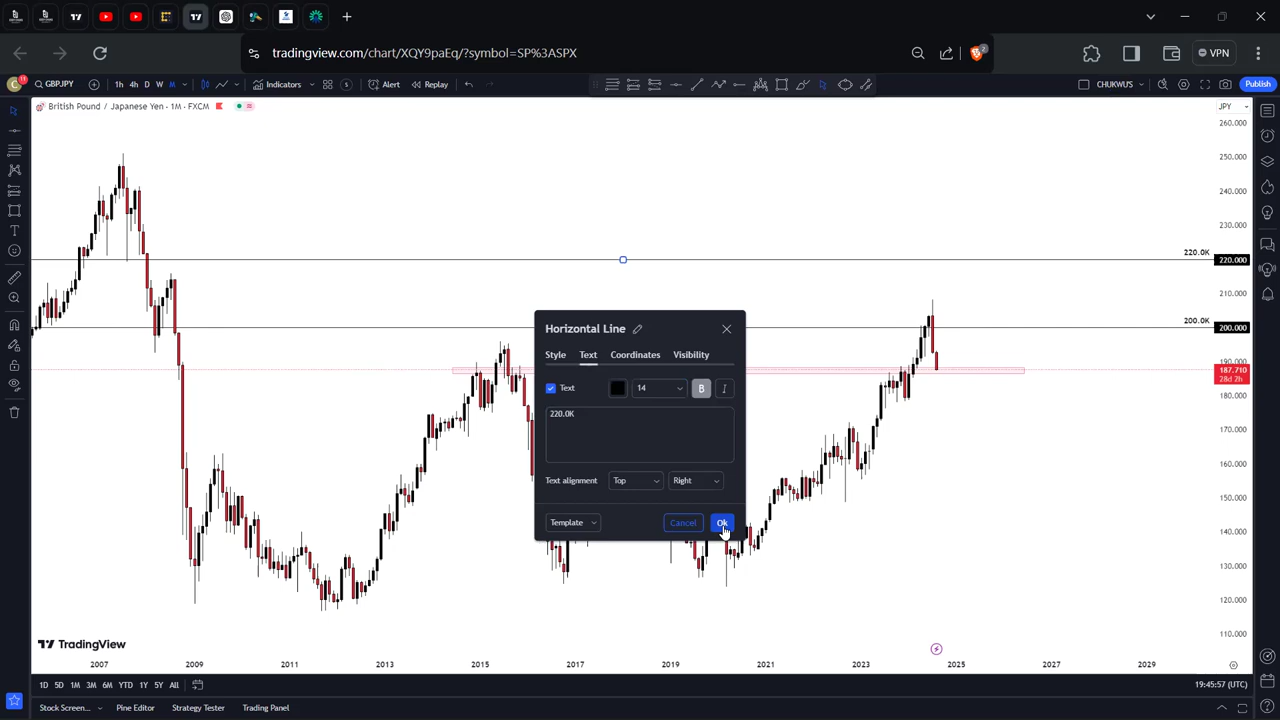 tradingview.com/chart/XQY9paEq/?symbol=SP%3ASPX
2
VPN
C
11
GBPJPY
1h 4h D W M
Indicators
Alert
Replay
CHUKWUS
Publish
British Pound / Japanese Yen · 1M · FXCM
JPY
260.000
250.000
240.000
230.000
220.0K
220.000
210.000
200.0K
200.000
190.000
187.710
28d 2h
180.000
170.000
160.000
150.000
140.000
130.000
120.000
110.000
Horizontal Line
Style Text Coordinates Visibility
Text
14
B
I
220.0K
Text alignment
Top
Right
Template
Cancel
Ok
TradingView
2007 2009 2011 2013 2015 2017 2019 2021 2023 2025 2027 2029
1D 5D 1M 3M 6M YTD 1Y 5Y All
19:45:57 (UTC)
Stock Screen...
Pine Editor
Strategy Tester
Trading Panel